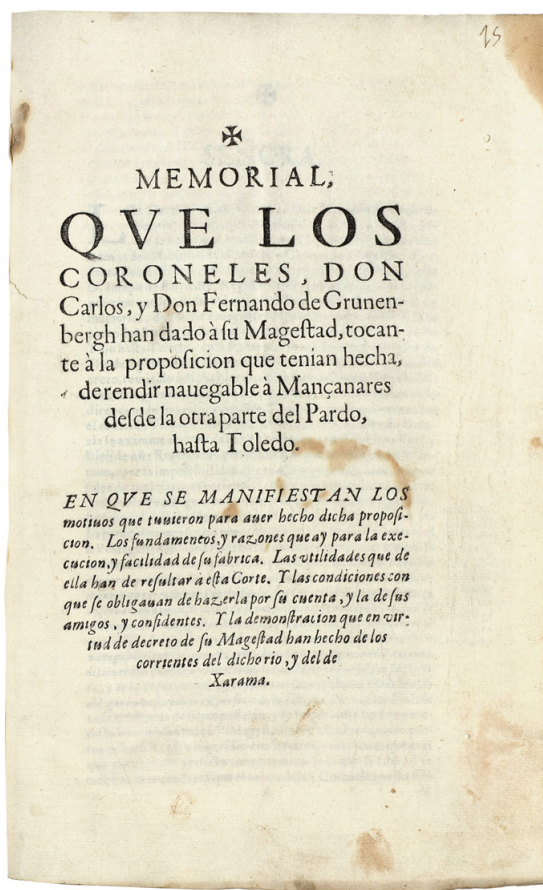 25
✠
MEMORIAL,
QVE LOS
CORONELES, DON
Carlos, y Don Fernando de Grunen-
bergh han dado à ſu Mageſtad, tocan-
te à la propoſicion que tenian hecha,
de rendir nauegable à Mançanares
deſde la otra parte del Pardo,
haſta Toledo.
EN QVE SE MANIFIESTAN LOS
motiuos que tuuieron para auer hecho dicha propoſi-
cion. Los fundamentos, y razones que ay para la exe-
cucion, y facilidad de ſu fabrica. Las vtilidades que de
ella han de reſultar à eſta Corte. Y las condiciones con
que ſe obligauan de hazerla por ſu cuenta, y la de ſus
amigos, y confidentes. Y la demonſtracion que en vir-
tud de decreto de ſu Mageſtad han hecho de los
corrientes del dicho rio, y del de
Xarama.